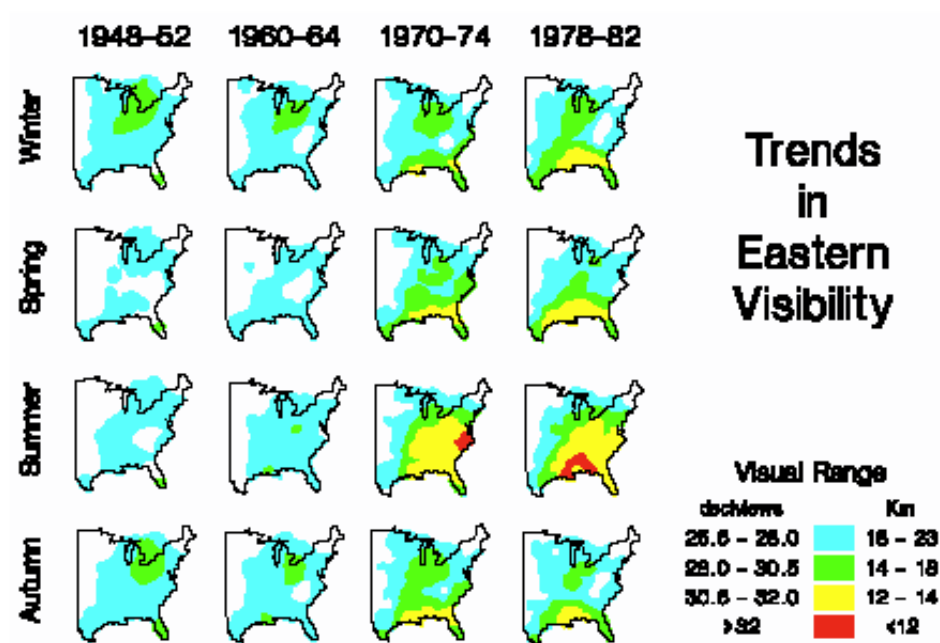 1948–52 1960–64 1970–74 1978–82
Winter
Spring
Summer
Autumn
Trends
in
Eastern
Visibility
Visual Range
deciviews Km
25.5 – 28.0 18 – 23
28.0 – 30.5 14 – 18
30.5 – 32.0 12 – 14
>32 <12